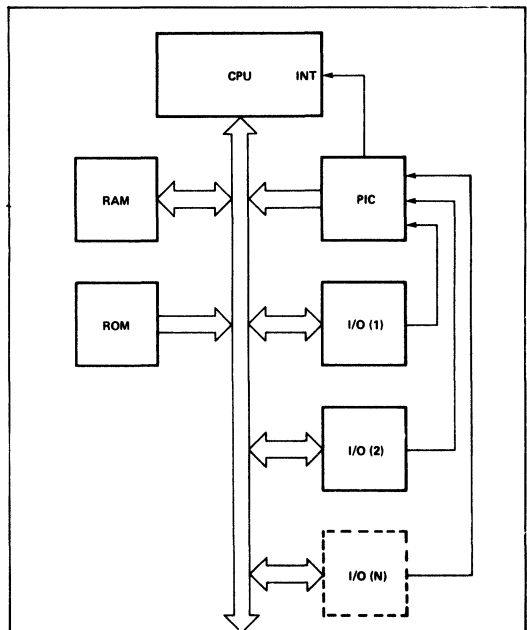 CPU
INT
RAM
PIC
ROM
I/O (1)
I/O (2)
I/O (N)